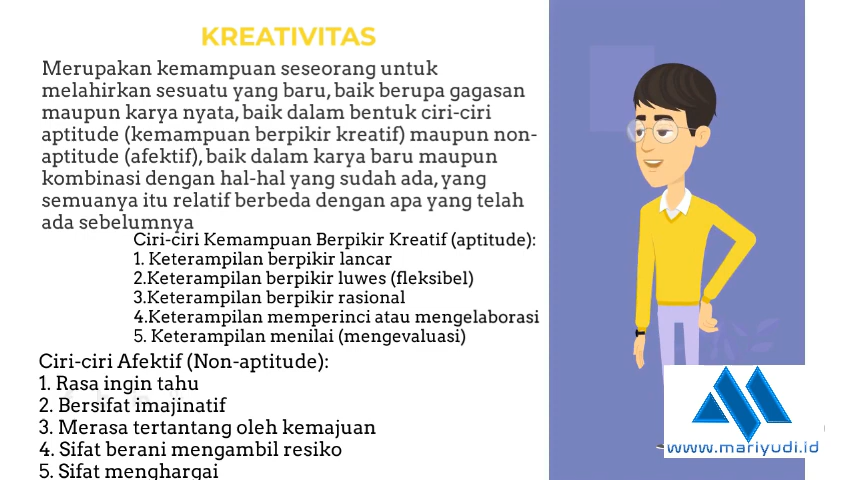 KREATIVITAS
Merupakan kemampuan seseorang untuk
melahirkan sesuatu yang baru, baik berupa gagasan
maupun karya nyata, baik dalam bentuk ciri-ciri
aptitude (kemampuan berpikir kreatif) maupun non-
aptitude (afektif), baik dalam karya baru maupun
kombinasi dengan hal-hal yang sudah ada, yang
semuanya itu relatif berbeda dengan apa yang telah
ada sebelumnya
Ciri-ciri Kemampuan Berpikir Kreatif (aptitude):
1. Keterampilan berpikir lancar
2.Keterampilan berpikir luwes (fleksibel)
3.Keterampilan berpikir rasional
4.Keterampilan memperinci atau mengelaborasi
5. Keterampilan menilai (mengevaluasi)
Ciri-ciri Afektif (Non-aptitude):
1. Rasa ingin tahu
2. Bersifat imajinatif
3. Merasa tertantang oleh kemajuan
4. Sifat berani mengambil resiko
5. Sifat menghargai
www.mariyudi.id